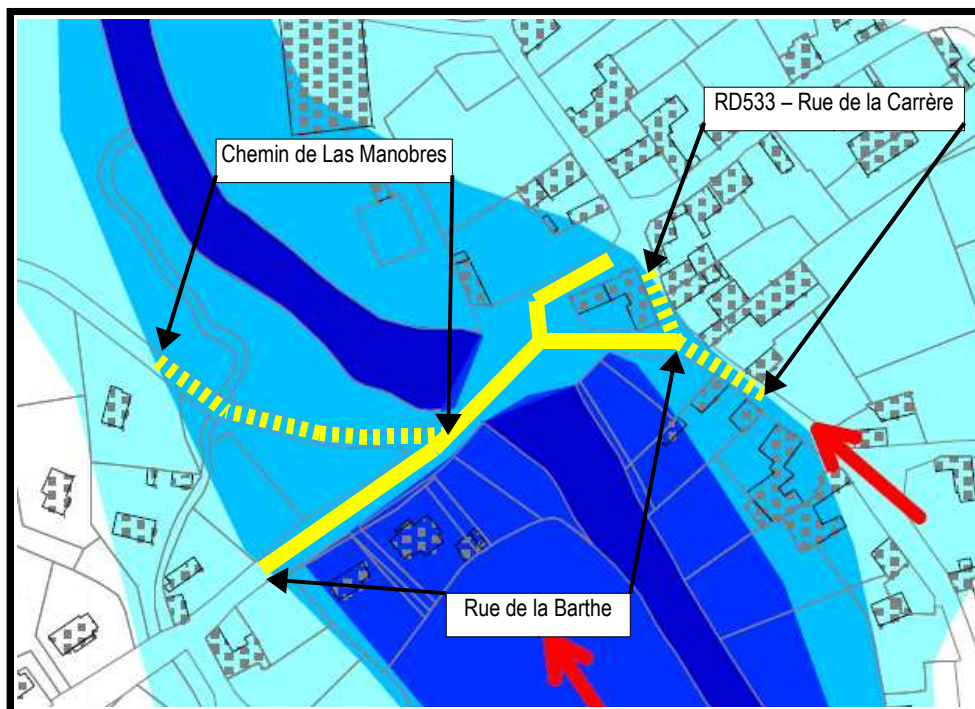 RD533 – Rue de la Carrère
Chemin de Las Manobres
Rue de la Barthe